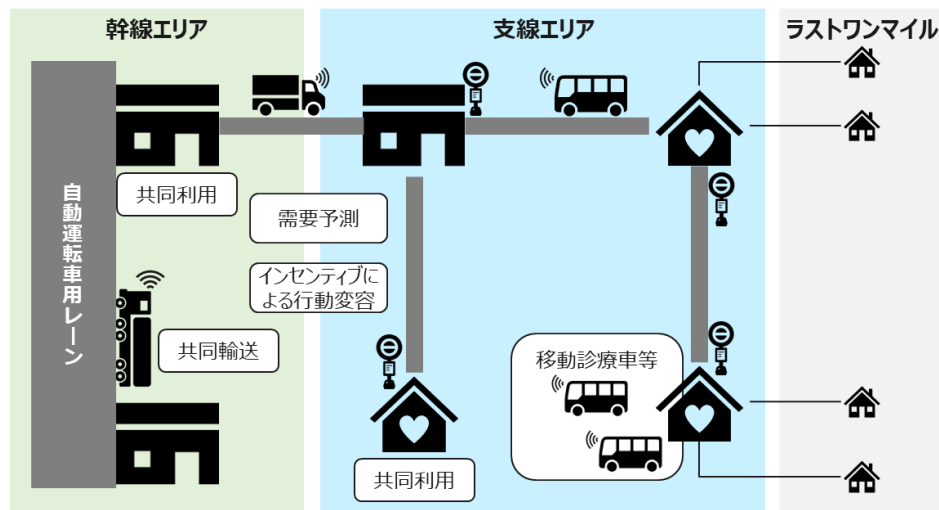 幹線エリア
支線エリア
ラストワンマイル
自動運転車用レーン
共同利用
需要予測
インセンティブに
よる行動変容
共同輸送
移動診療車等
共同利用